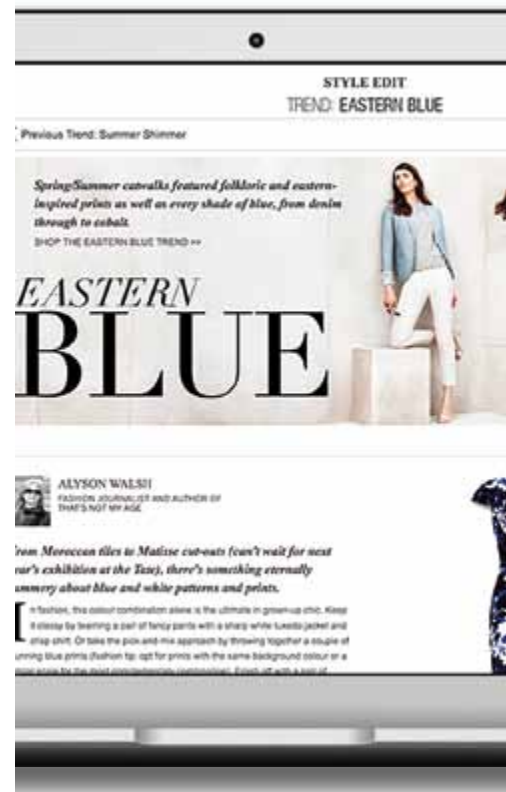 STYLE EDIT
TREND: EASTERN BLUE
Previous Trend: Summer Shimmer
Spring/Summer catwalks featured folkloric and eastern-
inspired prints as well as every shade of blue, from denim
through to cobalt.
SHOP THE EASTERN BLUE TREND >>
EASTERN
BLUE
ALYSON WALSH
FASHION JOURNALIST AND AUTHOR OF
THAT'S NOT MY AGE
from Moroccan tiles to Matisse cut-outs (can't wait for next
ear's exhibition at the Tate), there's something eternally
ummery about blue and white patterns and prints.
In fashion, this colour combination alone is the ultimate in grown-up chic. Keep
it classy by teaming a pair of fancy pants with a sharp white tuxedo jacket and
crisp shirt. Or take the pick-and-mix approach by throwing together a couple of
unning blue prints (fashion tip: opt for prints with the same background colour or a